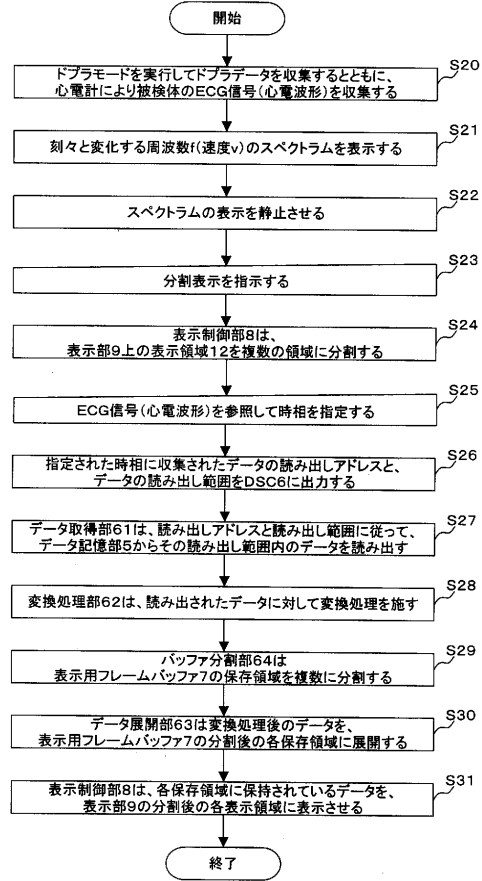 開始
S20
ドプラモードを実行してドプラデータを収集するとともに、
心電計により被検体のECG信号(心電波形)を収集する
S21
刻々と変化する周波数f(速度v)のスペクトラムを表示する
S22
スペクトラムの表示を静止させる
S23
分割表示を指示する
S24
表示制御部8は、
表示部9上の表示領域12を複数の領域に分割する
S25
ECG信号(心電波形)を参照して時相を指定する
S26
指定された時相に収集されたデータの読み出しアドレスと、
データの読み出し範囲をDSC6に出力する
S27
データ取得部61は、読み出しアドレスと読み出し範囲に従って、
データ記憶部5からその読み出し範囲内のデータを読み出す
S28
変換処理部62は、読み出されたデータに対して変換処理を施す
S29
バッファ分割部64は
表示用フレームバッファ7の保存領域を複数に分割する
S30
データ展開部63は変換処理後のデータを、
表示用フレームバッファ7の分割後の各保存領域に展開する
S31
表示制御部8は、各保存領域に保持されているデータを、
表示部9の分割後の各表示領域に表示させる
終了